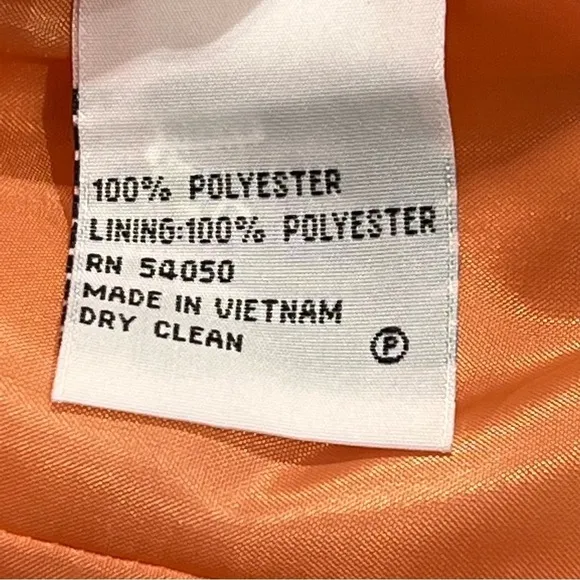 100% POLYESTER
LINING:100% POLYESTER
RN 54050
MADE IN VIETNAM
DRY CLEAN
P